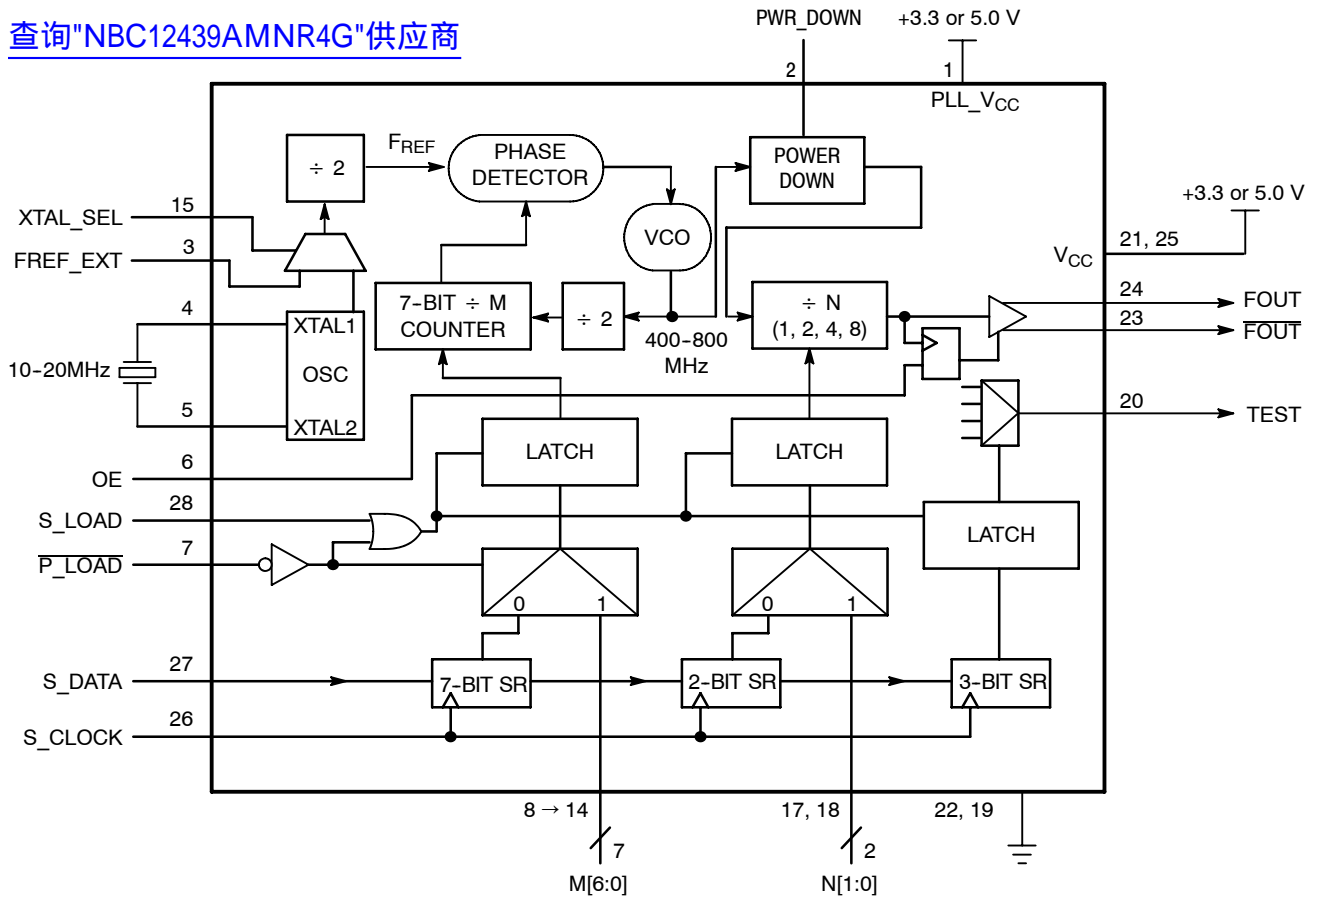 查询"NBC12439AMNR4G"供应商
PWR_DOWN
+3.3 or 5.0 V
2
1
PLL_VCC
÷ 2
FREF
PHASE
DETECTOR
POWER
DOWN
XTAL_SEL
15
VCO
+3.3 or 5.0 V
FREF_EXT
3
VCC
21, 25
4
XTAL1
7-BIT ÷ M
COUNTER
÷ 2
400-800
MHz
÷ N
(1, 2, 4, 8)
24
FOUT
23
F̅O̅U̅T̅
10-20MHz
OSC
5
XTAL2
20
TEST
OE
6
LATCH
LATCH
S_LOAD
28
LATCH
P̅_̅L̅O̅A̅D̅
7
0
1
0
1
S_DATA
27
7-BIT SR
2-BIT SR
3-BIT SR
S_CLOCK
26
8 → 14
17, 18
22, 19
7
2
M[6:0]
N[1:0]